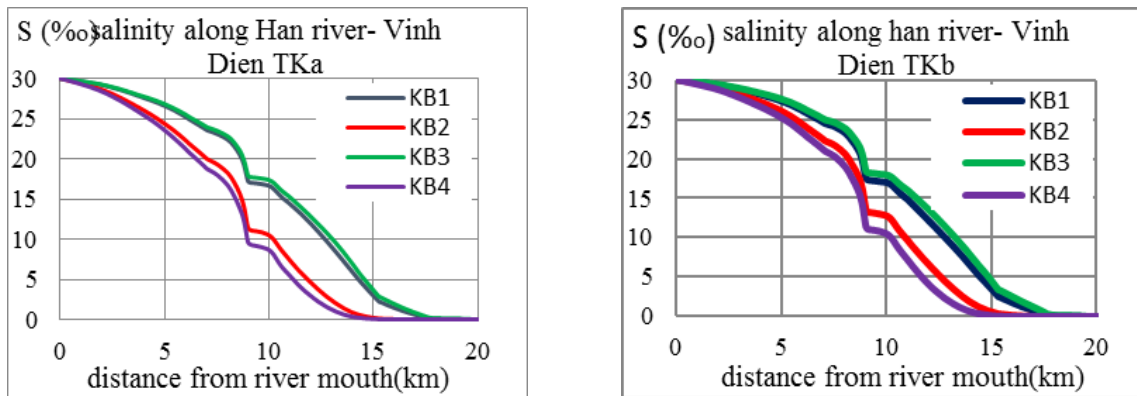 S (‰) salinity along Han river- Vinh
Dien TKa
30
25
20
15
10
5
0
KB1
KB2
KB3
KB4
0 5 10 15 20
distance from river mouth(km)
S (‰) salinity along han river- Vinh
Dien TKb
30
25
20
15
10
5
0
KB1
KB2
KB3
KB4
0 5 10 15 20
distance from river mouth(km)